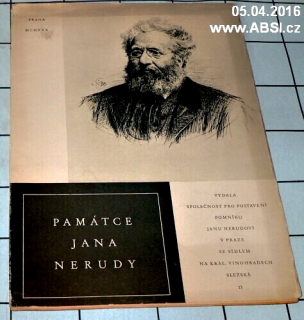 05.04.2016
www.ABSI.cz
PRAHA
MCMXXX
PAMÁTCE
JANA
NERUDY
VYDALA
SPOLEČNOST PRO POSTAVENÍ
POMNÍKU
JANU NERUDOVI
V PRAZE
SE SÍDLEM
NA KRÁL. VINOHRADECH
SLEZSKÁ